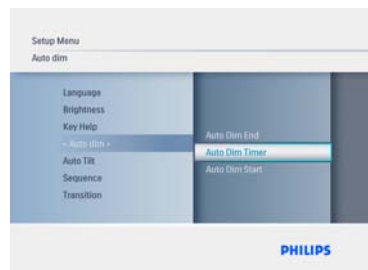 Setup Menu
Auto dim
Language
Brightness
Key Help
‹ Auto dim ›
Auto Tilt
Sequence
Transition
Auto Dim End
Auto Dim Timer
Auto Dim Start
PHILIPS